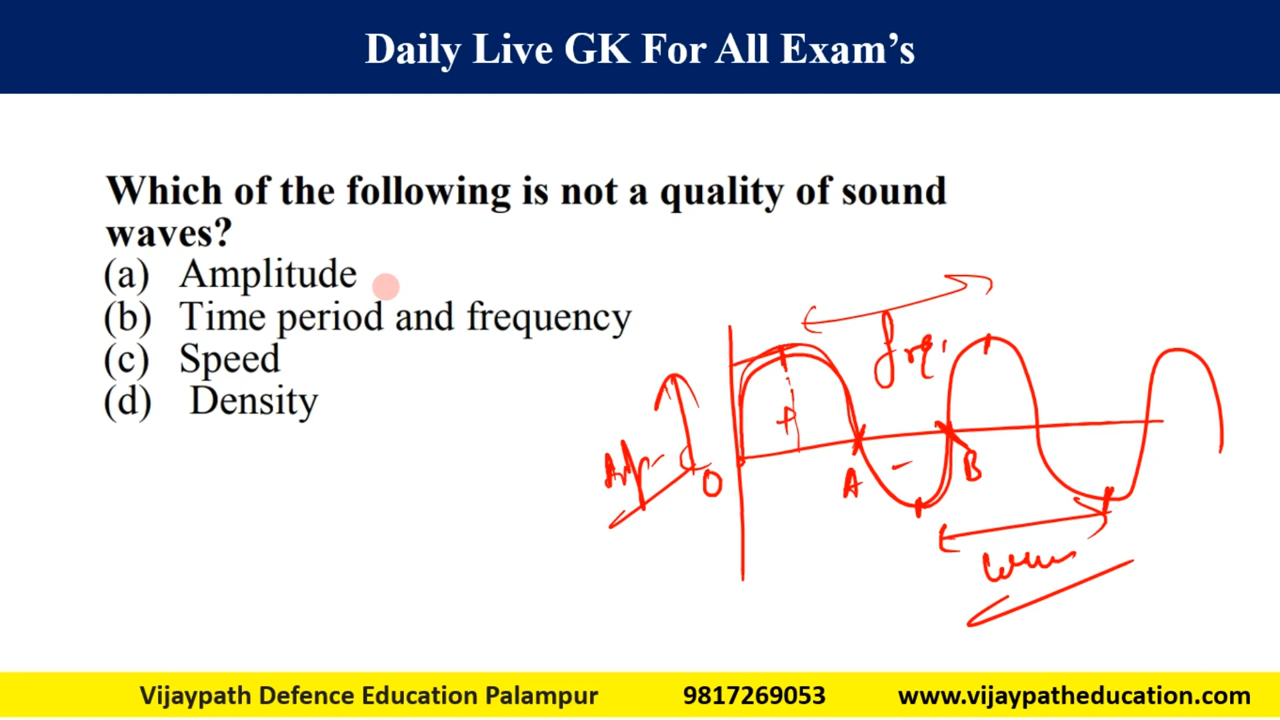 Daily Live GK For All Exam’s
Which of the following is not a quality of sound
waves?
(a) Amplitude
(b) Time period and frequency
(c) Speed
(d) Density
freq.
A
B
O
Vijaypath Defence Education Palampur 9817269053 www.vijaypatheducation.com